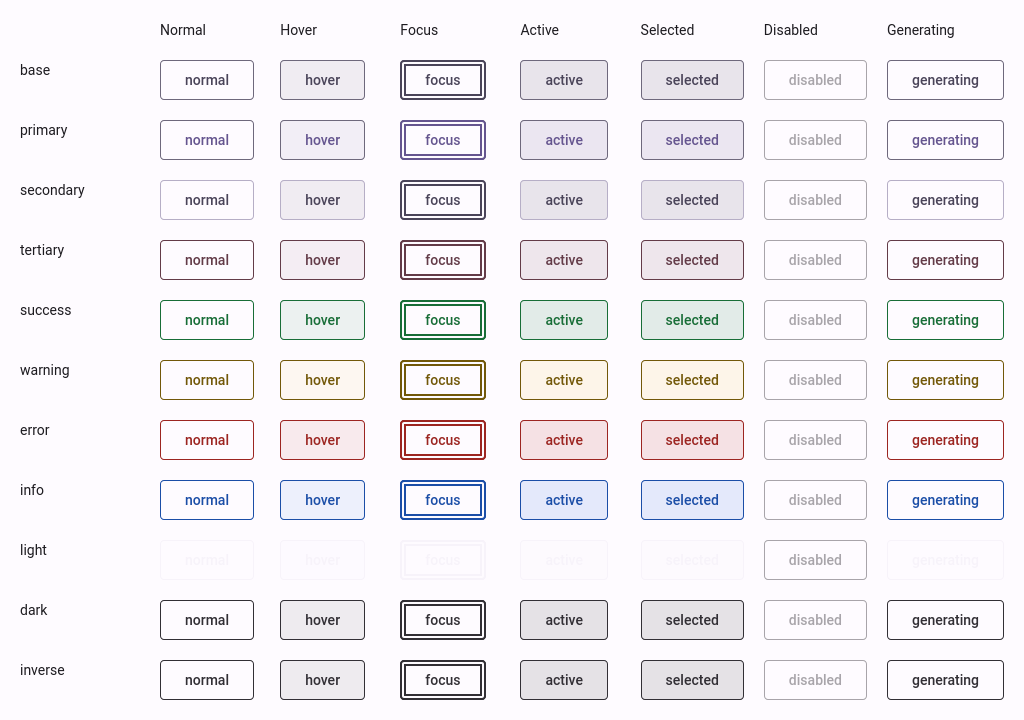 Normal Hover Focus Active Selected Disabled Generating
base normal hover focus active selected disabled generating
primary normal hover focus active selected disabled generating
secondary normal hover focus active selected disabled generating
tertiary normal hover focus active selected disabled generating
success normal hover focus active selected disabled generating
warning normal hover focus active selected disabled generating
error normal hover focus active selected disabled generating
info normal hover focus active selected disabled generating
light normal hover focus active selected disabled generating
dark normal hover focus active selected disabled generating
inverse normal hover focus active selected disabled generating